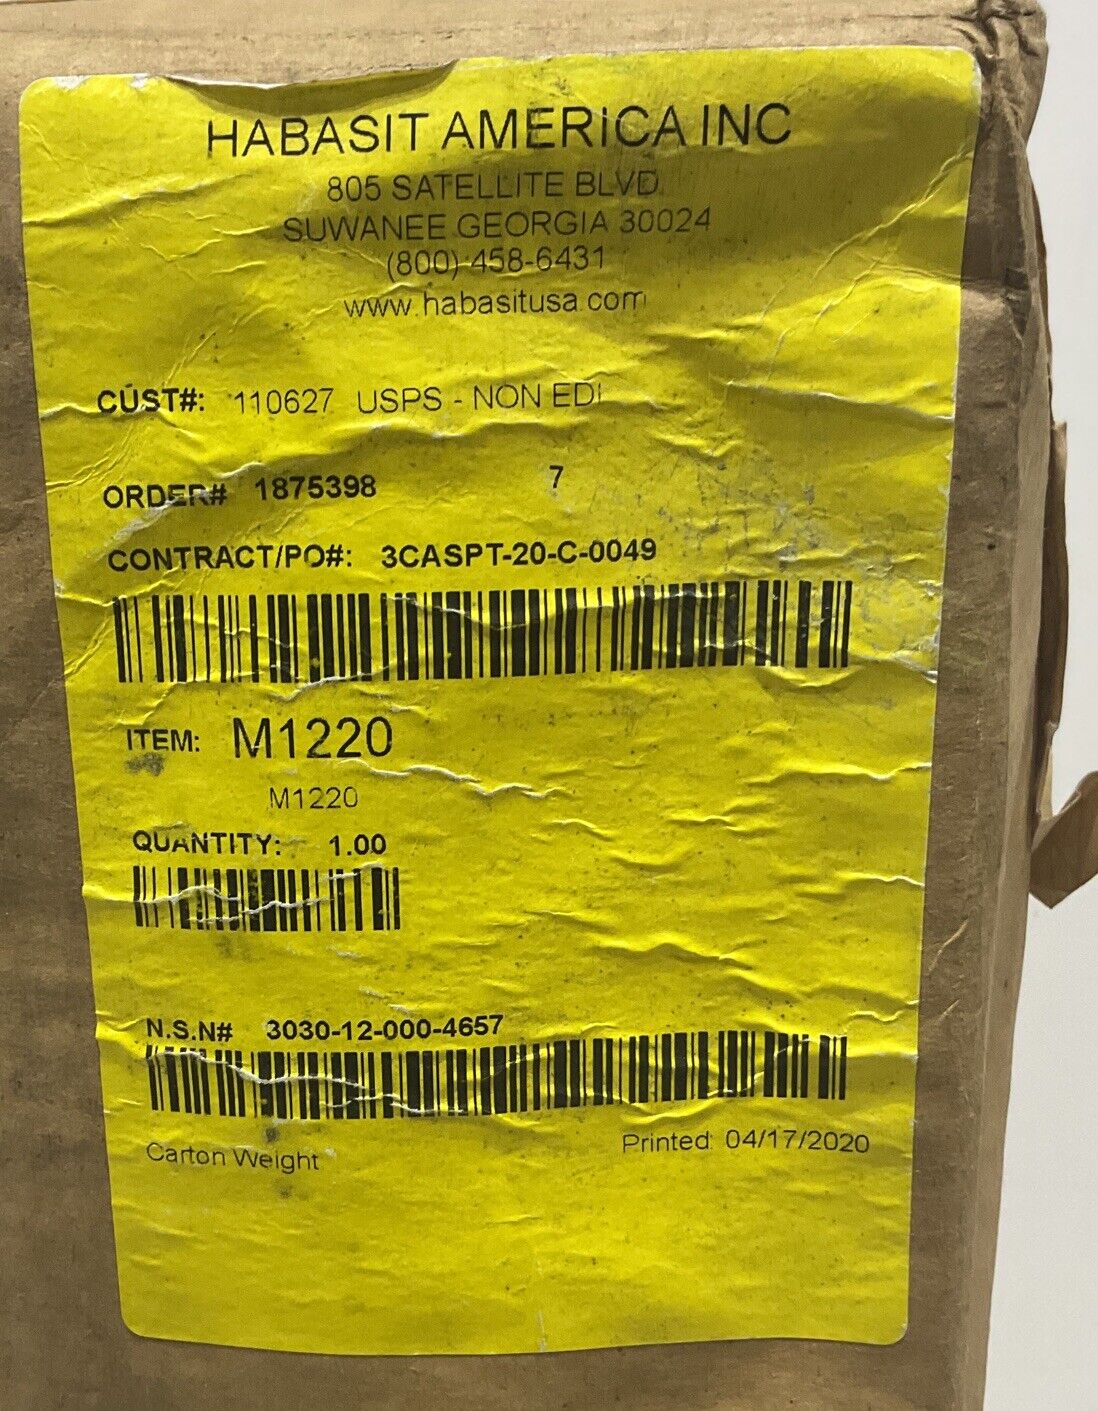 HABASIT AMERICA INC
805 SATELLITE BLVD.
SUWANEE GEORGIA 30024
(800) 458-6431
www.habasitusa.com
CUST#: 110627 USPS - NON EDI
ORDER# 1875398 7
CONTRACT/PO#: 3CASPT-20-C-0049
ITEM: M1220
M1220
QUANTITY: 1.00
N.S.N# 3030-12-000-4657
Carton Weight Printed: 04/17/2020